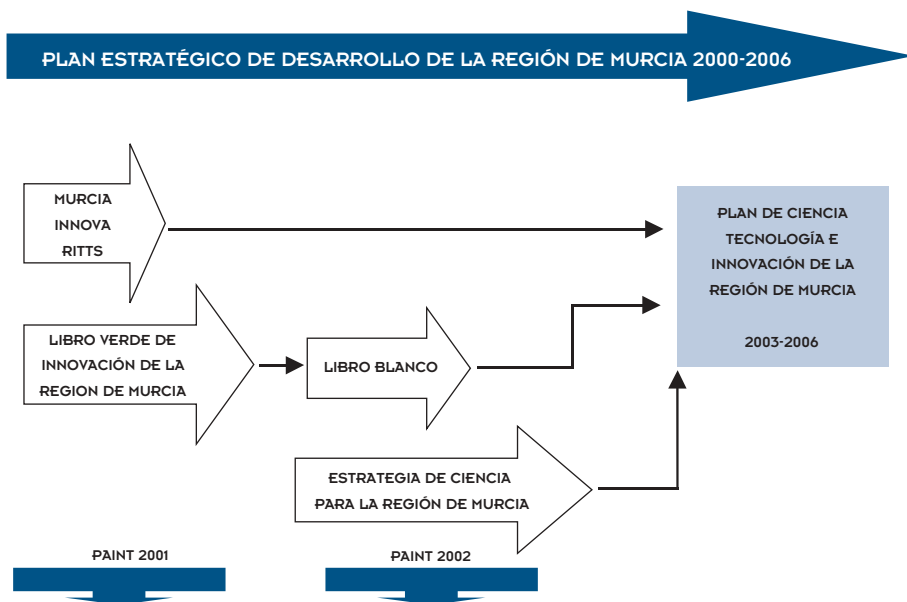 PLAN ESTRATÉGICO DE DESARROLLO DE LA REGIÓN DE MURCIA 2000-2006
MURCIA
INNOVA
RITTS
PLAN DE CIENCIA
TECNOLOGÍA E
INNOVACIÓN DE LA
REGIÓN DE MURCIA
2003-2006
LIBRO VERDE DE
INNOVACIÓN DE LA
REGION DE MURCIA
LIBRO BLANCO
ESTRATEGIA DE CIENCIA
PARA LA REGIÓN DE MURCIA
PAINT 2001
PAINT 2002